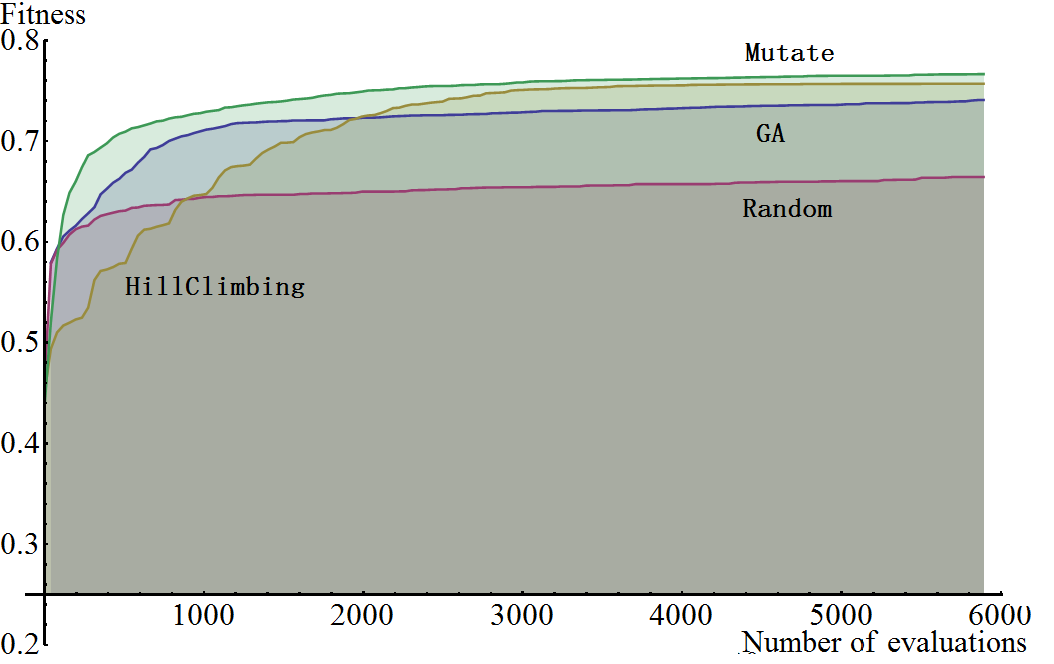 Fitness
0.8
Mutate
0.7
GA
Random
0.6
HillClimbing
0.5
0.4
0.3
1000 2000 3000 4000 5000 6000
0.2
Number of evaluations